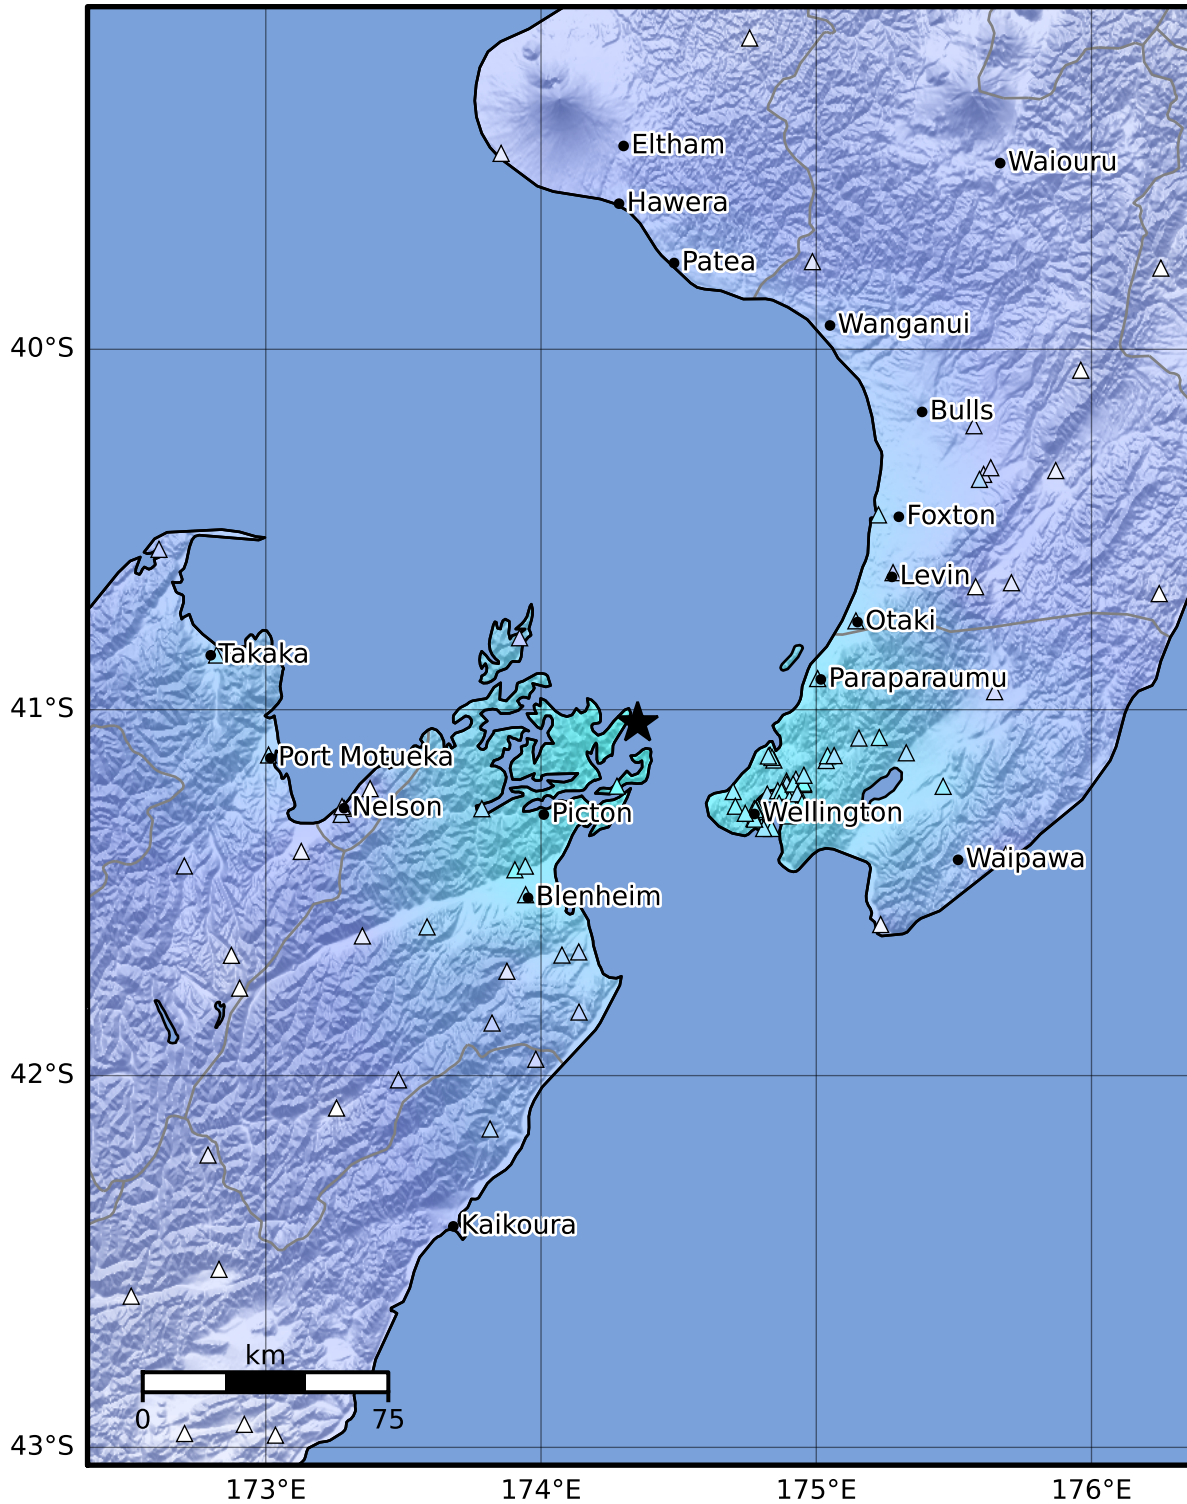 Eltham
Waiouru
Hawera
Patea
Wanganui
40°S
Bulls
Foxton
Levin
Otaki
Takaka
Paraparaumu
41°S
Port Motueka
Nelson
Picton
Wellington
Waipawa
Blenheim
42°S
Kaikoura
km
0
75
43°S
173°E
174°E
175°E
176°E